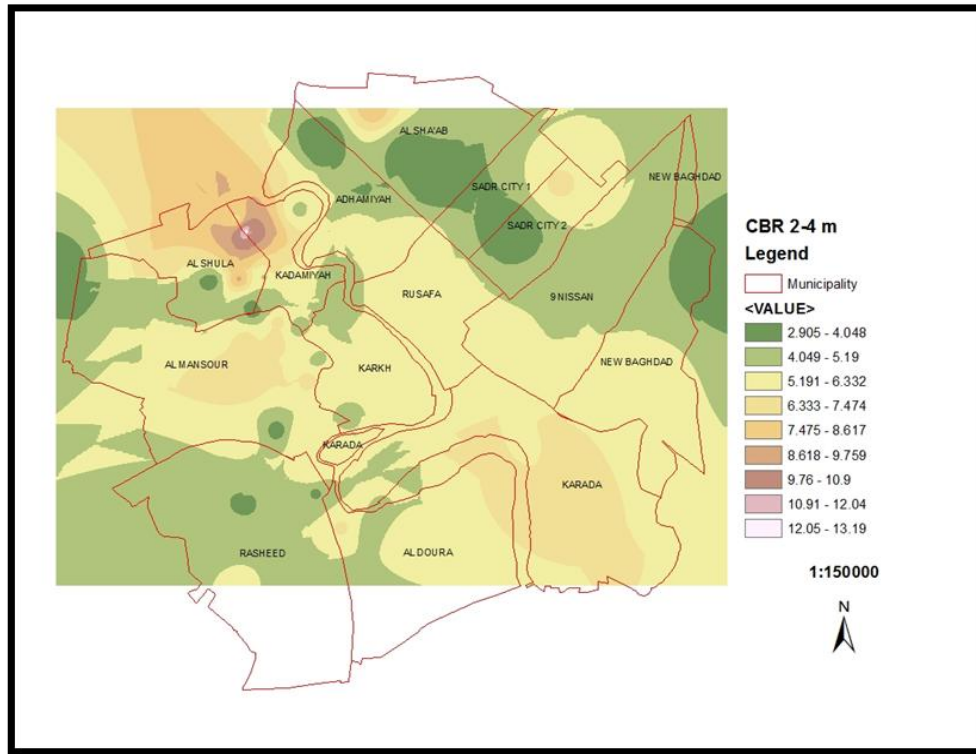 AL SHA'AB
NEW BAGHDAD
SADR CITY 1
ADHAMIYAH
SADR CITY 2
AL SHULA
KADAMIYAH
RUSAFA
9 NISSAN
AL MANSOUR
KARKH
NEW BAGHDAD
KARADA
KARADA
RASHEED
AL DOURA
CBR 2-4 m
Legend
Municipality
<VALUE>
2.905 - 4.048
4.049 - 5.19
5.191 - 6.332
6.333 - 7.474
7.475 - 8.617
8.618 - 9.759
9.76 - 10.9
10.91 - 12.04
12.05 - 13.19
1:150000
N